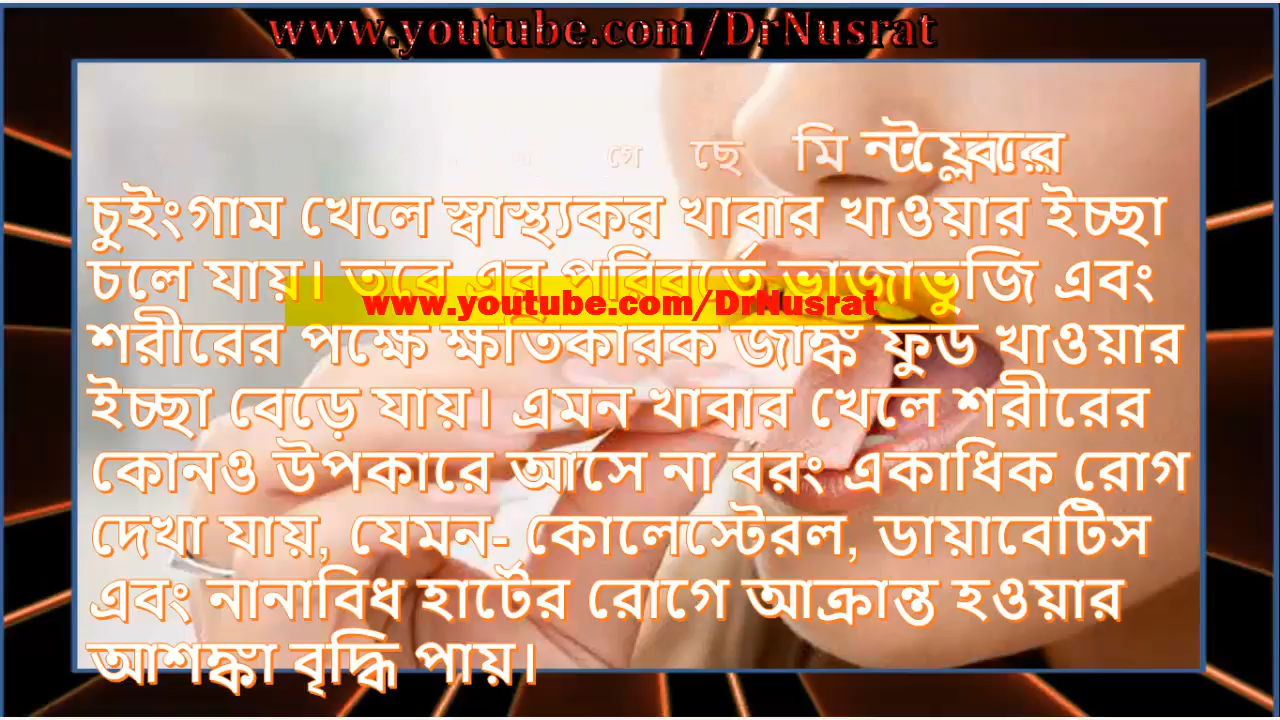 www.youtube.com/DrNusrat
গেছে মিন্ট ফ্লেবারের
চুইংগাম খেলে স্বাস্থ্যকর খাবার খাওয়ার ইচ্ছা
চলে যায়। তবে এর পরিবর্তে ভাজাভুজি এবং
www.youtube.com/DrNusrat
শরীরের পক্ষে ক্ষতিকারক জাঙ্ক ফুড খাওয়ার
ইচ্ছা বেড়ে যায়। এমন খাবার খেলে শরীরের
কোনও উপকারে আসে না বরং একাধিক রোগ
দেখা যায়, যেমন- কোলেস্টেরল, ডায়াবেটিস
এবং নানাবিধ হার্টের রোগে আক্রান্ত হওয়ার
আশঙ্কা বৃদ্ধি পায়।